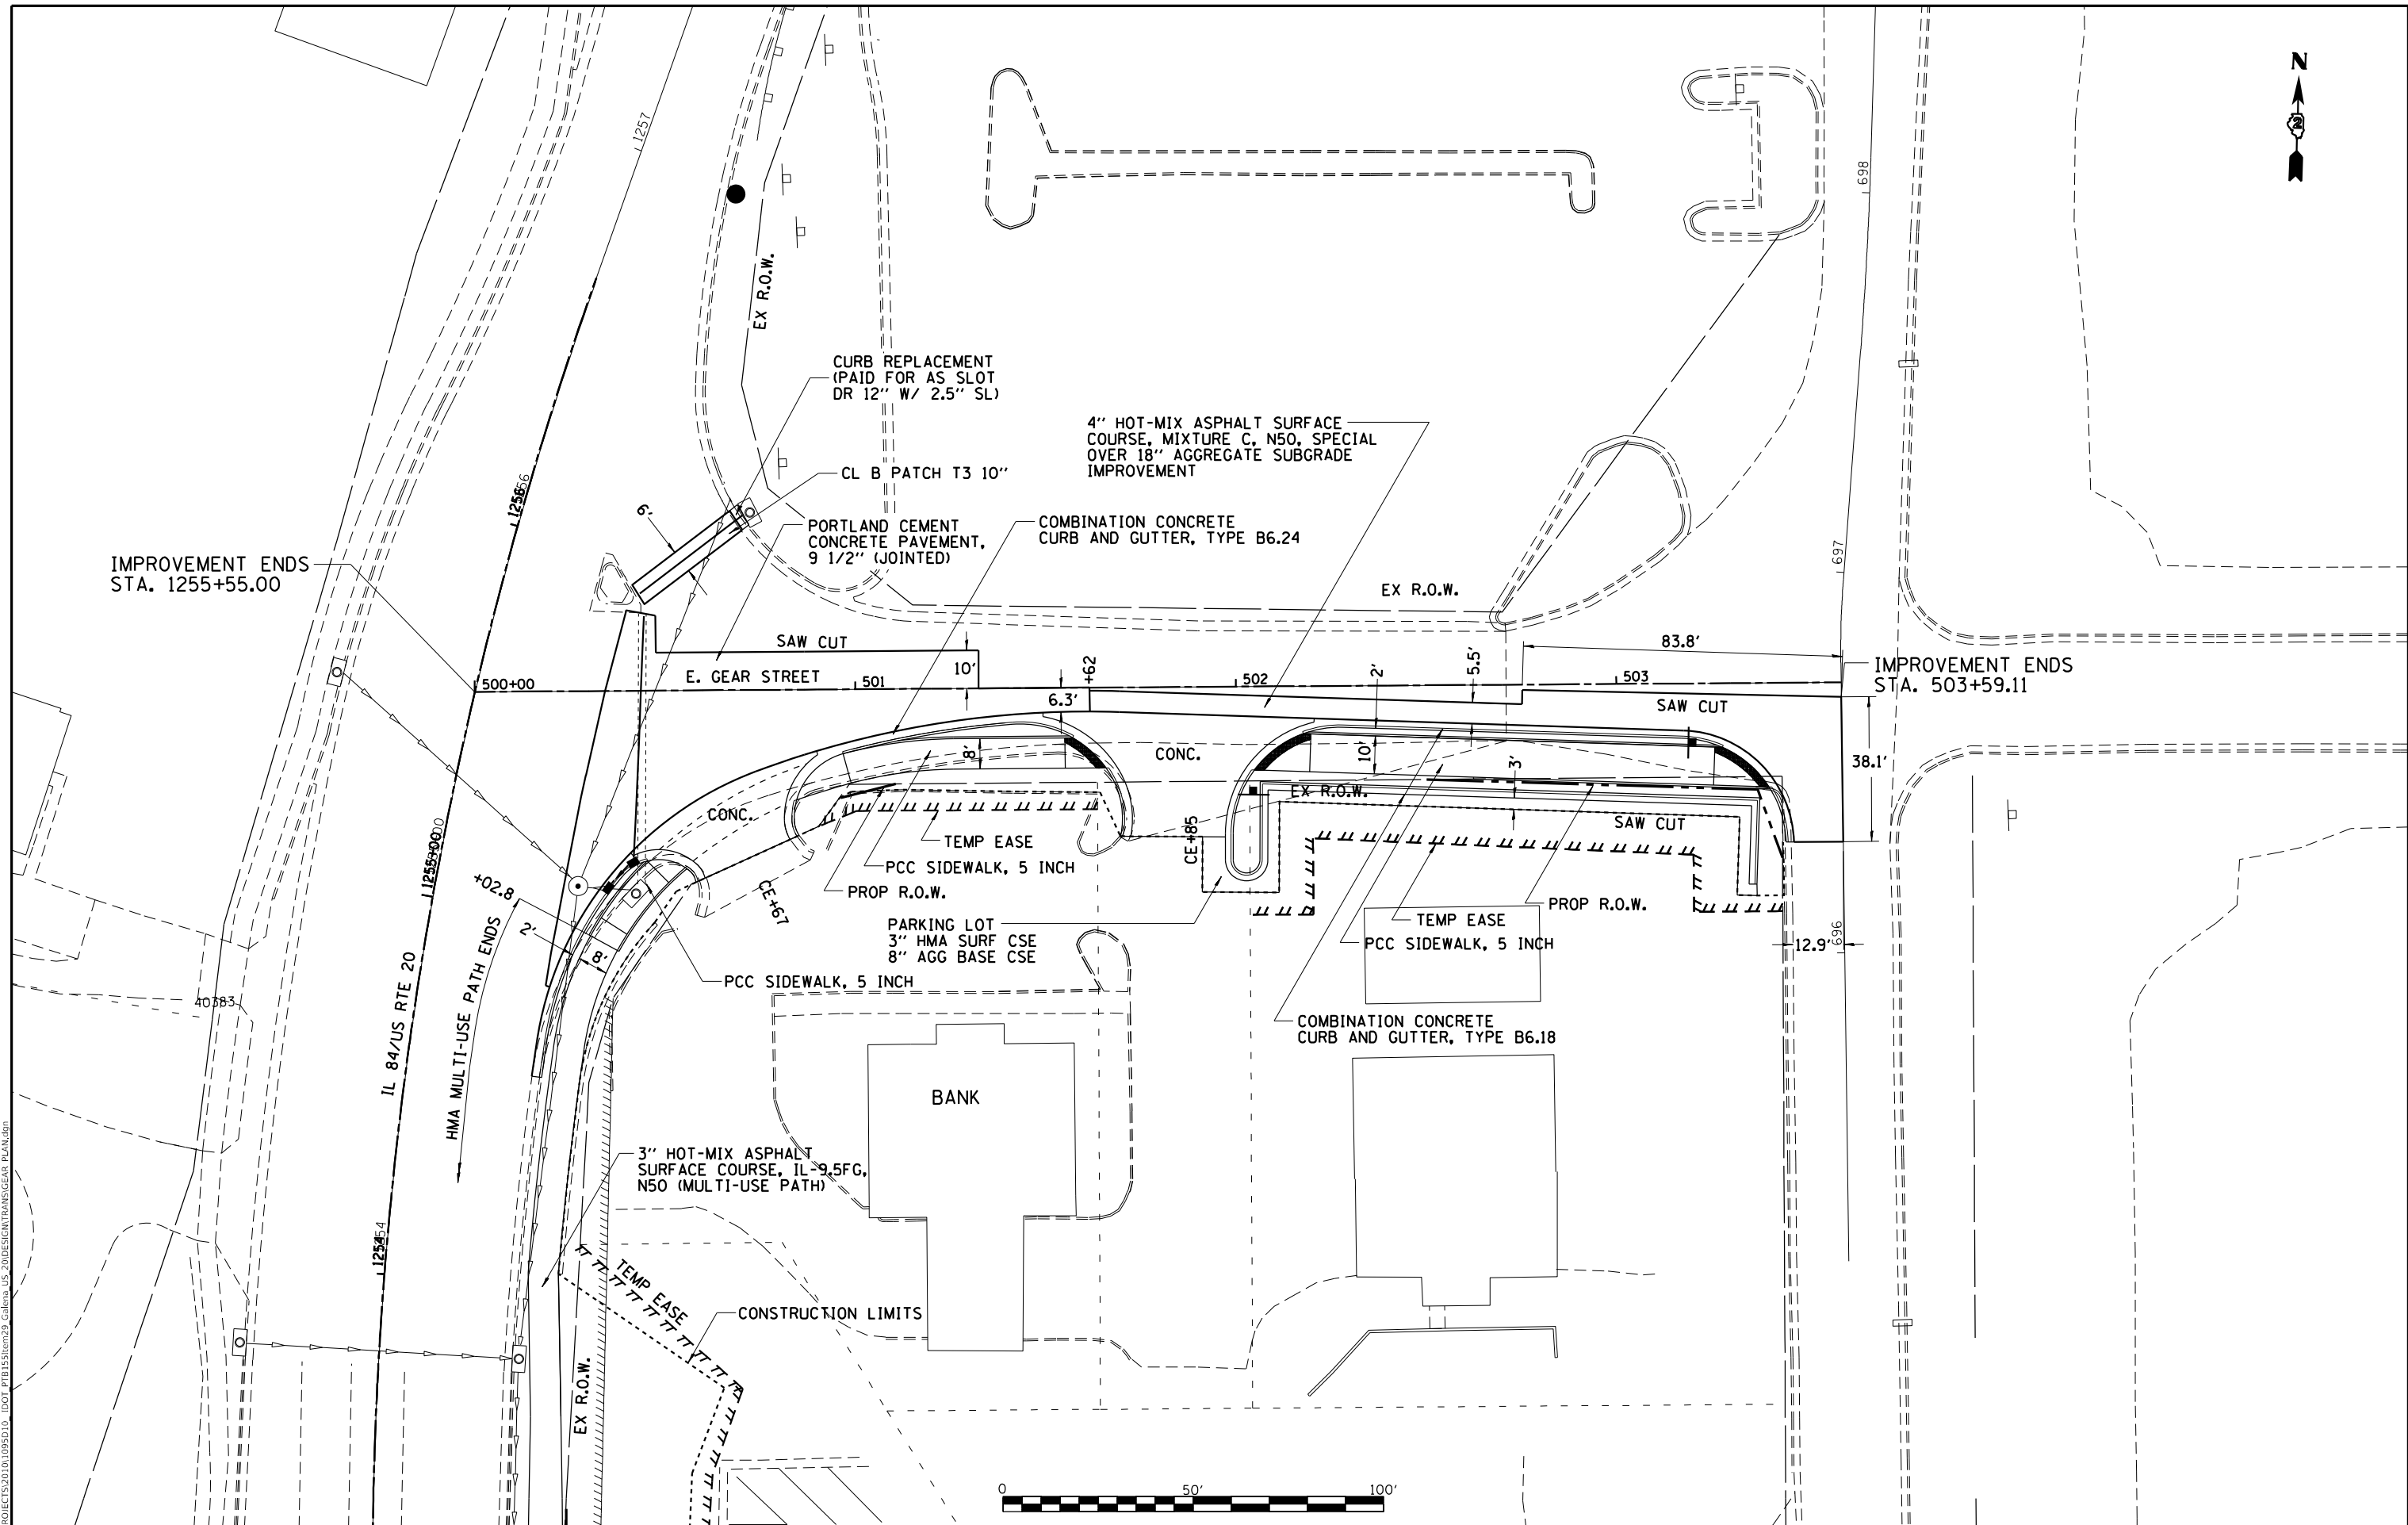 N
2
1257
698
EX R.O.W.
CURB REPLACEMENT
(PAID FOR AS SLOT
DR 12" W/ 2.5" SL)
4" HOT-MIX ASPHALT SURFACE
COURSE, MIXTURE C, N50, SPECIAL
OVER 18" AGGREGATE SUBGRADE
IMPROVEMENT
CL B PATCH T3 10"
6'
1256
PORTLAND CEMENT
CONCRETE PAVEMENT,
9 1/2" (JOINTED)
COMBINATION CONCRETE
CURB AND GUTTER, TYPE B6.24
697
IMPROVEMENT ENDS
STA. 1255+55.00
EX R.O.W.
SAW CUT
83.8'
10'
+62
2'
5.5'
IMPROVEMENT ENDS
STA. 503+59.11
500+00
E. GEAR STREET
501
502
503
6.3'
SAW CUT
8'
CONC.
10'
3'
38.1'
EX R.O.W.
CONC.
SAW CUT
TEMP EASE
CE+85
1255+00
PCC SIDEWALK, 5 INCH
+02.8
CE+67
PROP R.O.W.
PROP R.O.W.
PARKING LOT
3" HMA SURF CSE
8" AGG BASE CSE
TEMP EASE
PCC SIDEWALK, 5 INCH
2'
8'
12.9'
696
PCC SIDEWALK, 5 INCH
40383
IL 84/US RTE 20
HMA MULTI-USE PATH ENDS
COMBINATION CONCRETE
CURB AND GUTTER, TYPE B6.18
BANK
3" HOT-MIX ASPHALT
SURFACE COURSE, IL-9.5FG,
N50 (MULTI-USE PATH)
1254
TEMP EASE
CONSTRUCTION LIMITS
EX R.O.W.
0 50' 100'